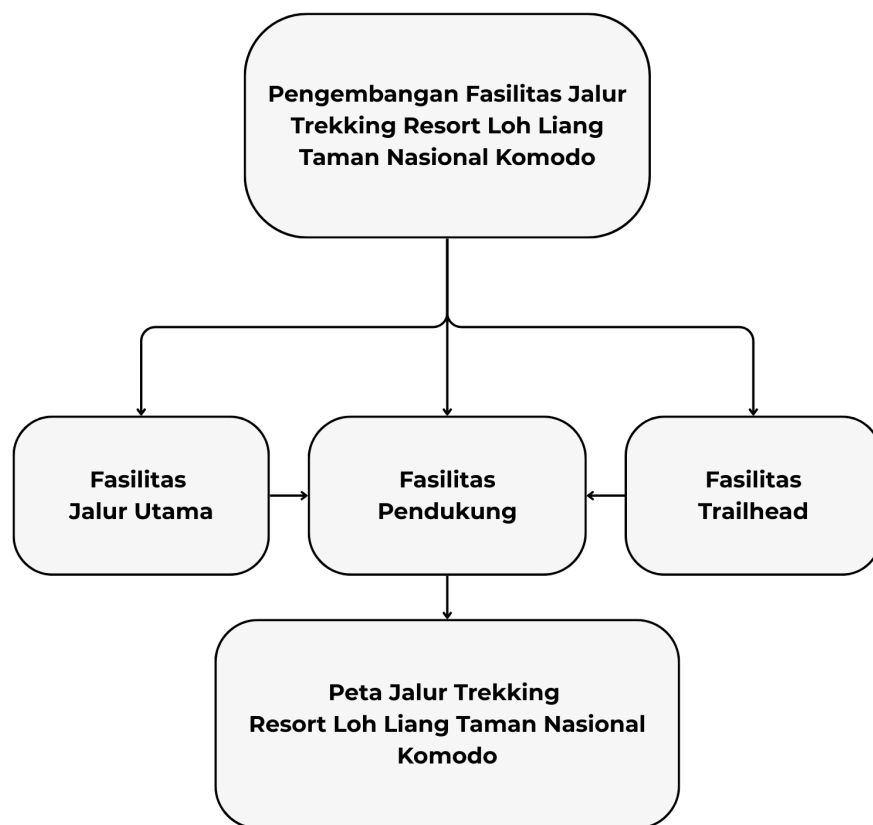 Pengembangan Fasilitas Jalur
Trekking Resort Loh Liang
Taman Nasional Komodo
Fasilitas
Jalur Utama
Fasilitas
Pendukung
Fasilitas
Trailhead
Peta Jalur Trekking
Resort Loh Liang Taman Nasional
Komodo